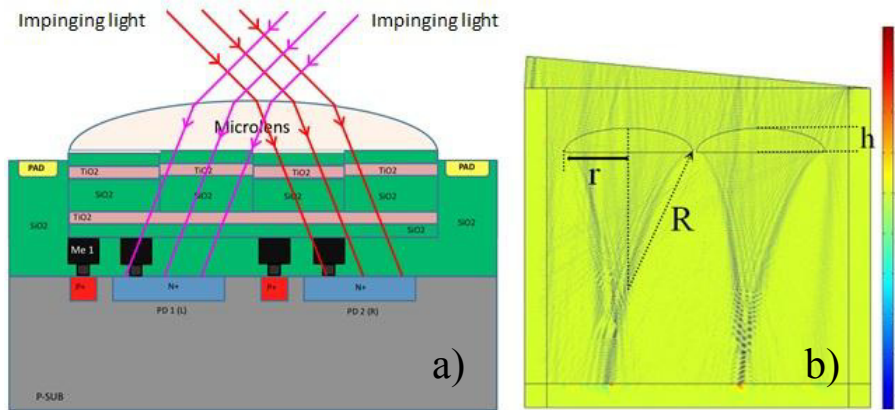 Impinging light
Impinging light
Microlens
PAD
PAD
TiO2
TiO2
TiO2
TiO2
SiO2
SiO2
SiO2
SiO2
SiO2
SiO2
TiO2
SiO2
Me 1
P+
N+
P+
N+
PD 1 (L)
PD 2 (R)
P-SUB
a)
h
r
R
b)